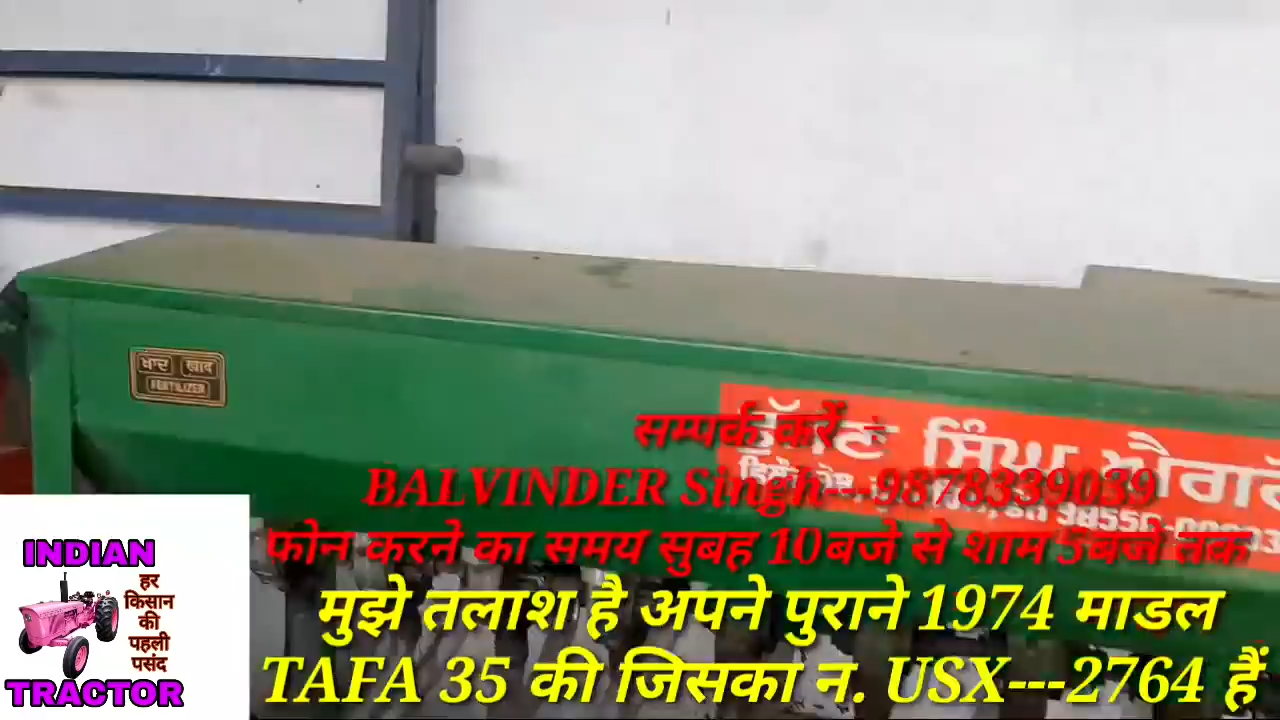 ਖਾਦ खाद
FERTILIZER
ਸਿੰਘ
सम्पर्क करें :
BALVINDER Singh---9878339039
फोन करने का समय सुबह 10बजे से शाम 5बजे तक
मुझे तलाश है अपने पुराने 1974 माडल
TAFA 35 की जिसका न. USX---2764 हैं
INDIAN
हर
किसान
की
पहली
पसंद
TRACTOR